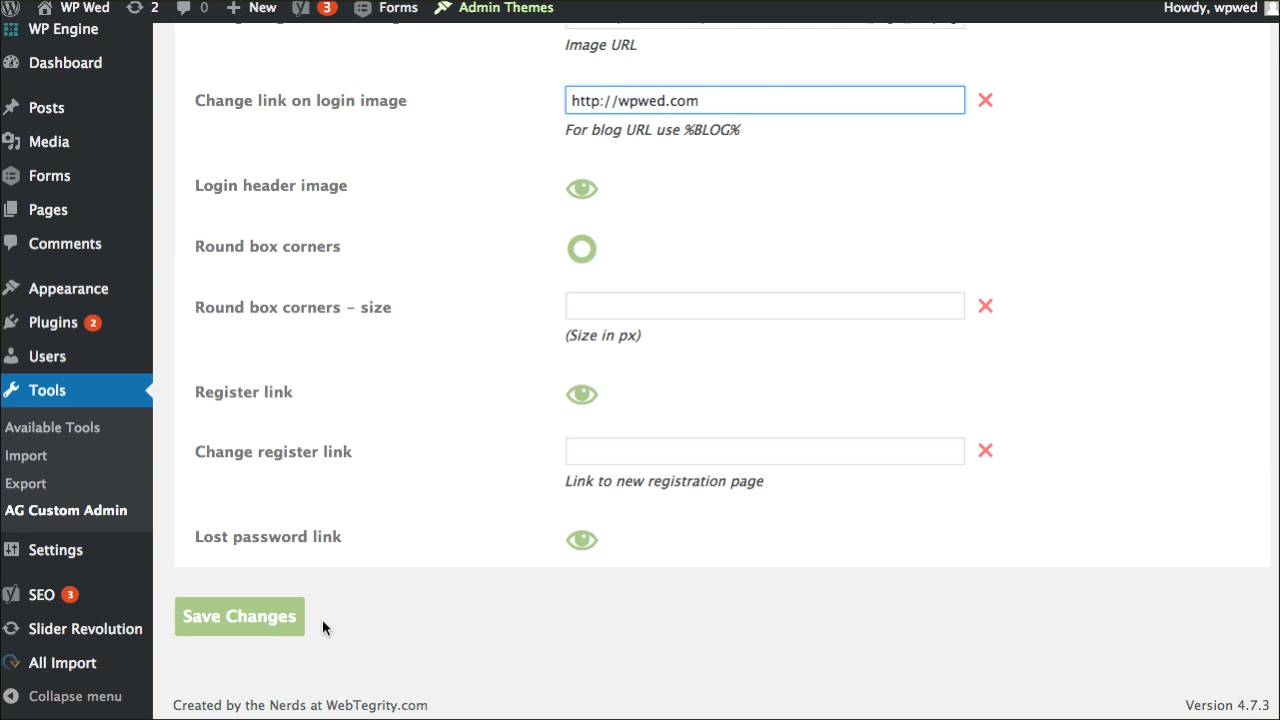 WP Wed 2 0 + New 3 Forms Admin Themes Howdy, wpwed
WP Engine
Dashboard
Posts
Media
Forms
Pages
Comments
Appearance
Plugins 2
Users
Tools
Available Tools
Import
Export
AG Custom Admin
Settings
SEO 3
Slider Revolution
All Import
Collapse menu
Image URL
Change link on login image
http://wpwed.com
For blog URL use %BLOG%
Login header image
Round box corners
Round box corners – size
(Size in px)
Register link
Change register link
Link to new registration page
Lost password link
Save Changes
Created by the Nerds at WebTegrity.com
Version 4.7.3